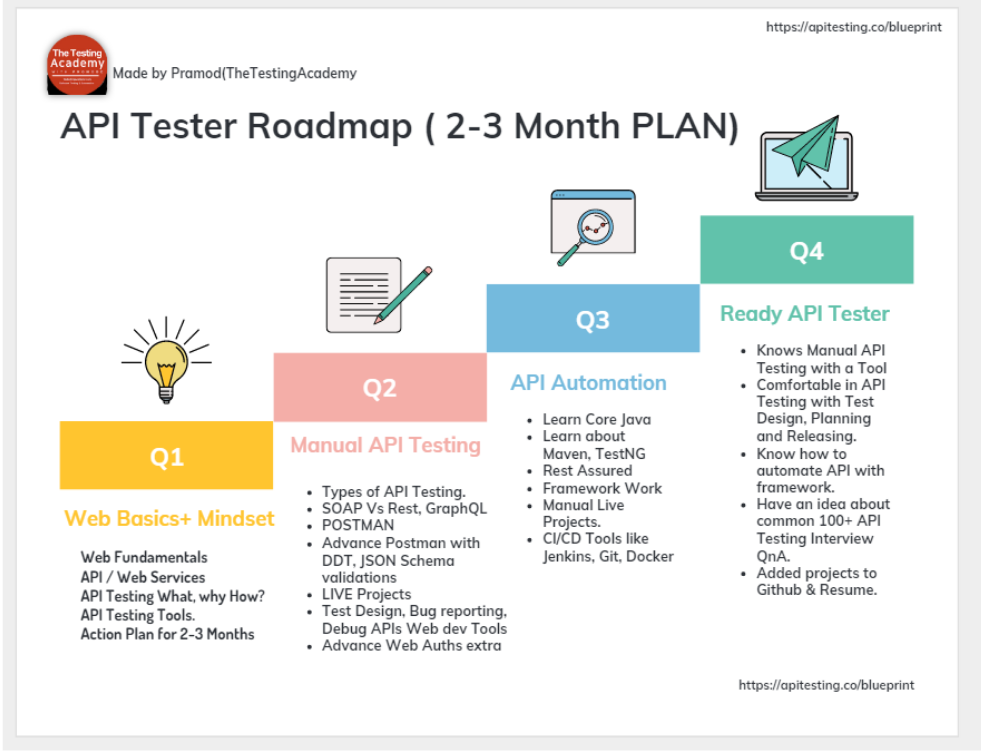 https://apitesting.co/blueprint
The Testing
Academy
Made by Pramod(TheTestingAcademy
API Tester Roadmap ( 2-3 Month PLAN)
Q1
Web Basics+ Mindset
Web Fundamentals
API / Web Services
API Testing What, why How?
API Testing Tools.
Action Plan for 2-3 Months
Q2
Manual API Testing
• Types of API Testing.
• SOAP Vs Rest, GraphQL
• POSTMAN
• Advance Postman with
DDT, JSON Schema
validations
• LIVE Projects
• Test Design, Bug reporting,
Debug APIs Web dev Tools
• Advance Web Auths extra
Q3
API Automation
• Learn Core Java
• Learn about
Maven, TestNG
• Rest Assured
• Framework Work
• Manual Live
Projects.
• CI/CD Tools like
Jenkins, Git, Docker
Q4
Ready API Tester
• Knows Manual API
Testing with a Tool
• Comfortable in API
Testing with Test
Design, Planning
and Releasing.
• Know how to
automate API with
framework.
• Have an idea about
common 100+ API
Testing Interview
QnA.
• Added projects to
Github & Resume.
https://apitesting.co/blueprint